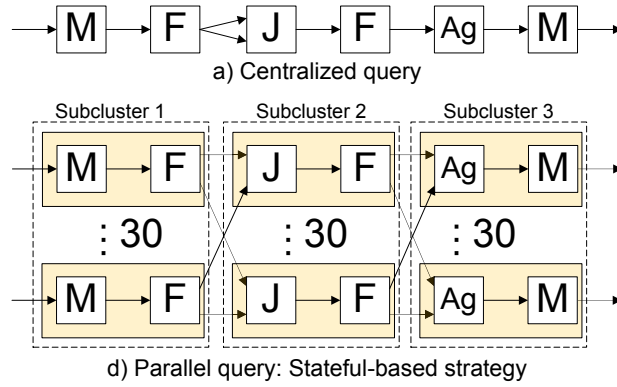 M F J F Ag M
a) Centralized query
Subcluster 1 Subcluster 2 Subcluster 3
M F J F Ag M
⋮ 30 ⋮ 30 ⋮ 30
M F J F Ag M
d) Parallel query: Stateful-based strategy